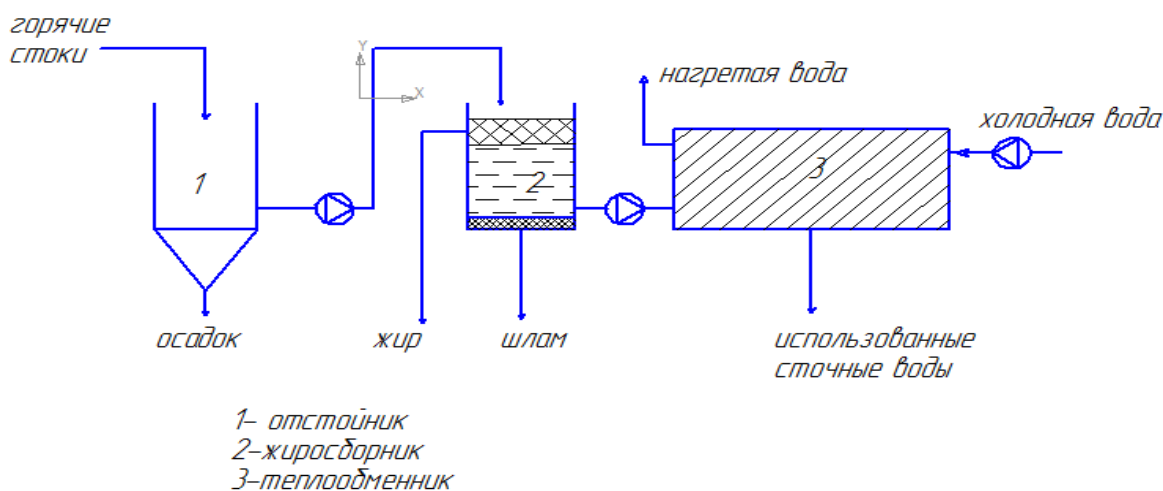 горячие
стоки
Y
X
нагретая вода
холодная вода
1
2
3
осадок
жир
шлам
использованные
сточные воды
1- отстойник
2-жиросборник
3-теплообменник